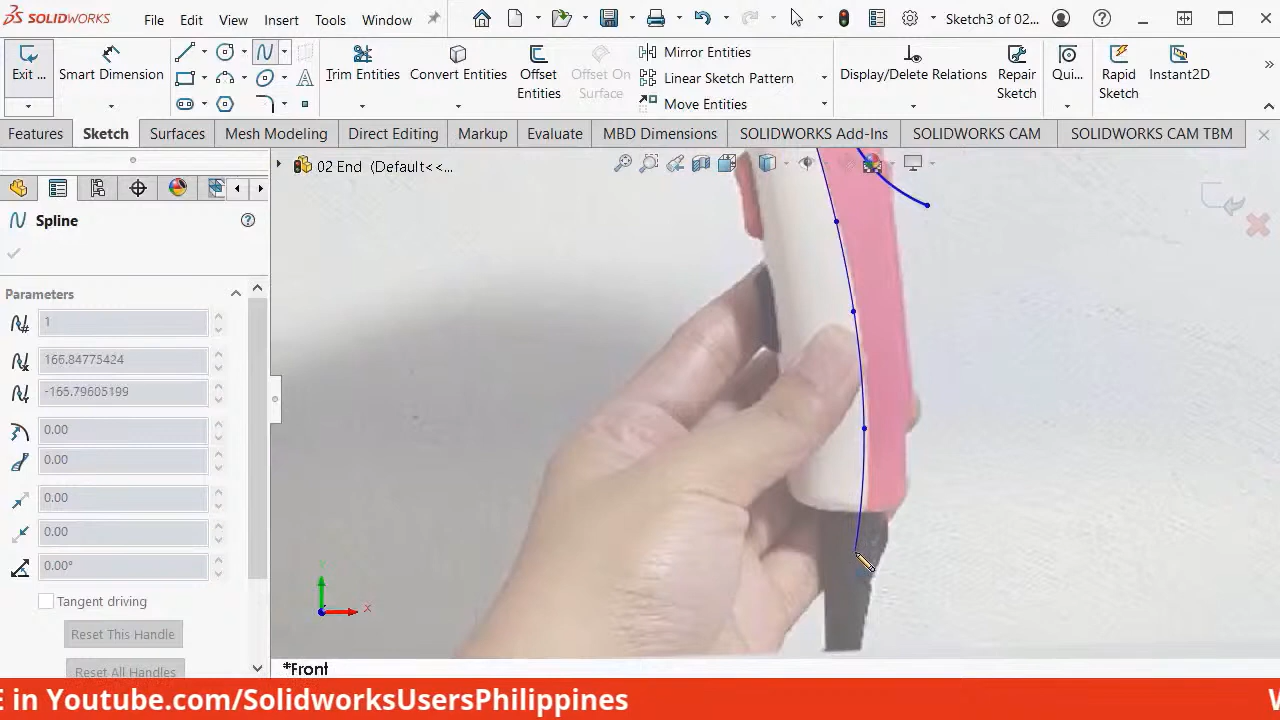 SOLIDWORKS
File Edit View Insert Tools Window
Sketch3 of 02...
Exit ...
Smart Dimension
Trim Entities
Convert Entities
Offset Entities
Offset On Surface
Mirror Entities
Linear Sketch Pattern
Move Entities
Display/Delete Relations
Repair Sketch
Qui...
Rapid Sketch
Instant2D
Features Sketch Surfaces Mesh Modeling Direct Editing Markup Evaluate MBD Dimensions SOLIDWORKS Add-Ins SOLIDWORKS CAM SOLIDWORKS CAM TBM
02 End (Default<<...
Spline
Parameters
1
166.84775424
-165.79605199
0.00
0.00
0.00
0.00
0.00°
Tangent driving
Reset This Handle
Reset All Handles
Y
X
*Front
E in Youtube.com/SolidworksUsersPhilippines W